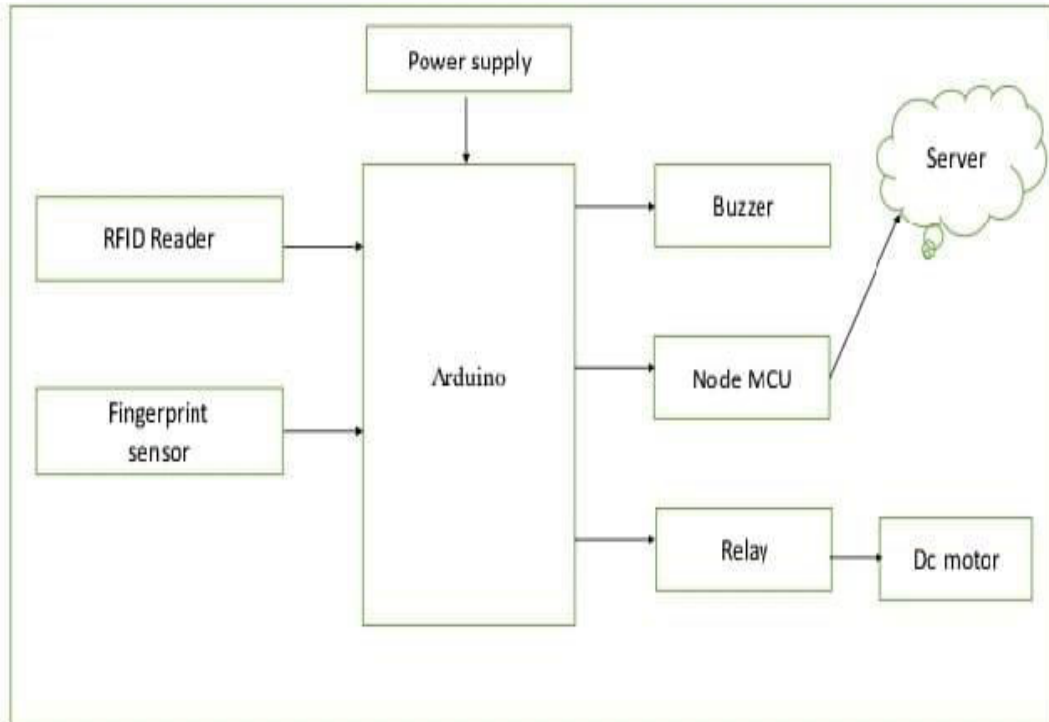 Power supply
Server
RFID Reader
Buzzer
Arduino
Node MCU
Fingerprint
sensor
Relay
Dc motor